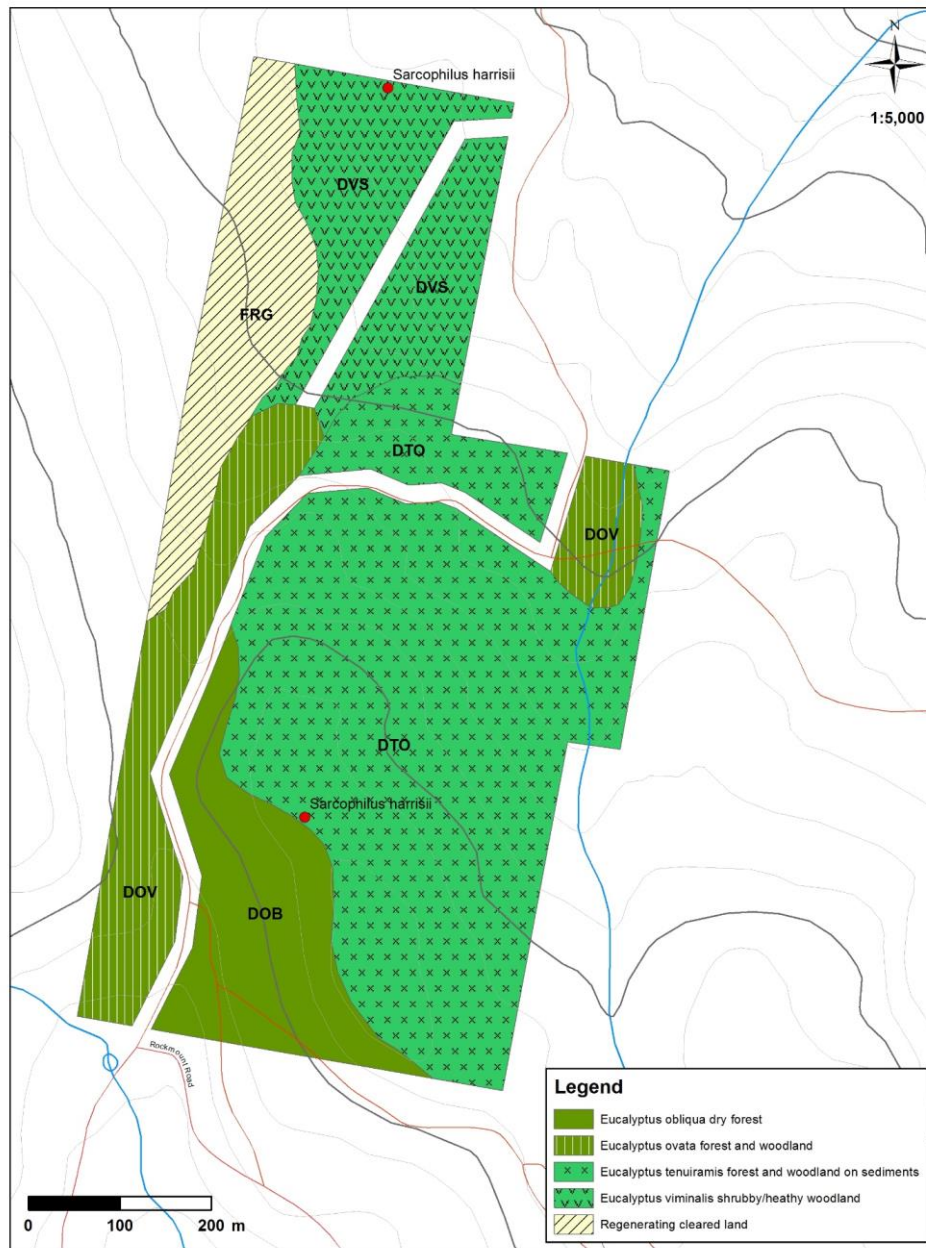 N
Sarcophilus harrisii
1:5,000
DVS
DVS
FRG
DTO
DOV
DTO
Sarcophilus harrisii
DOV
DOB
Rockmount Road
Legend
Eucalyptus obliqua dry forest
Eucalyptus ovata forest and woodland
Eucalyptus tenuiramis forest and woodland on sediments
Eucalyptus viminalis shrubby/heathy woodland
Regenerating cleared land
0 100 200 m